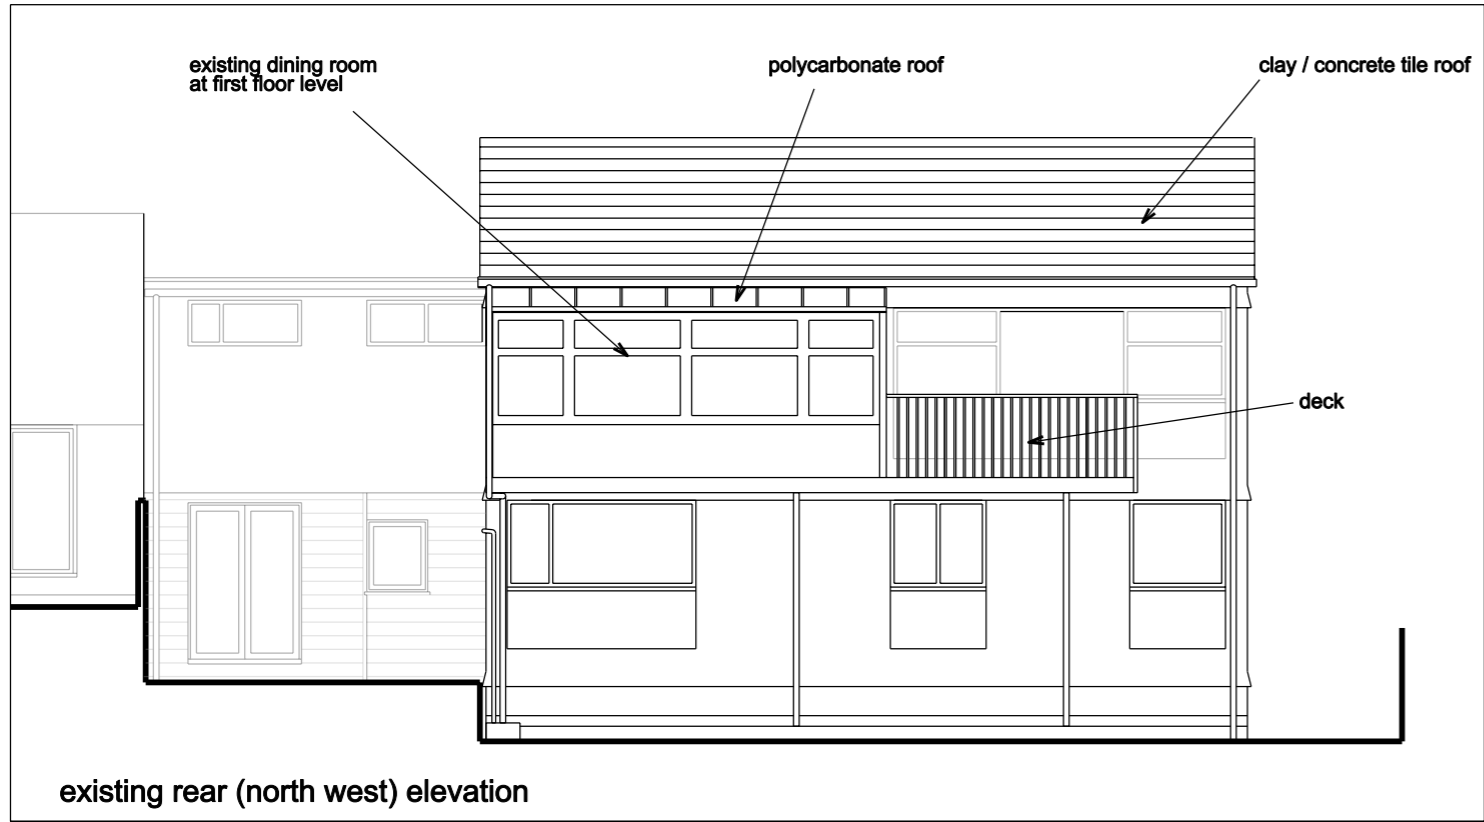 existing dining room
at first floor level
polycarbonate roof
clay / concrete tile roof
deck
existing rear (north west) elevation